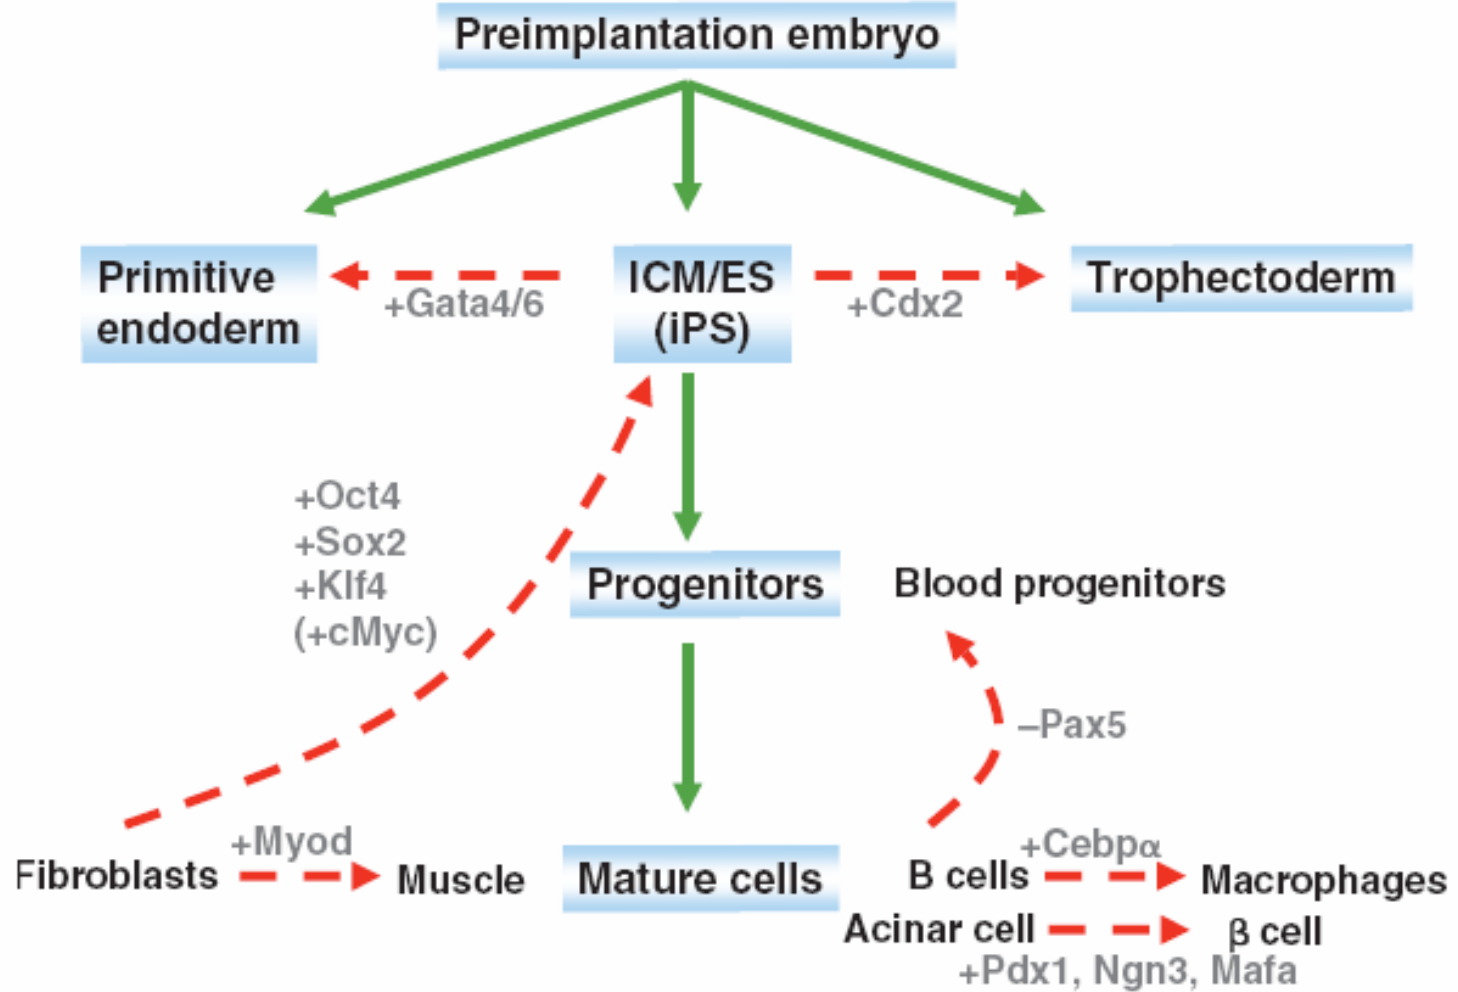 Preimplantation embryo
Primitive
endoderm
+Gata4/6
ICM/ES
(iPS)
+Cdx2
Trophectoderm
+Oct4
+Sox2
+Klf4
(+cMyc)
Progenitors
Blood progenitors
–Pax5
Fibroblasts
+Myod
Muscle
Mature cells
B cells
+Cebpα
Macrophages
Acinar cell
β cell
+Pdx1, Ngn3, Mafa